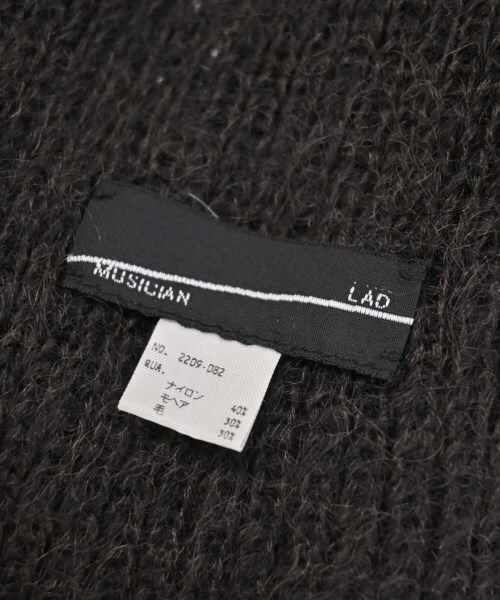 MUSICIAN LAD
NO. 2209-082
QUA.
ナイロン 40%
モヘア 30%
毛 30%